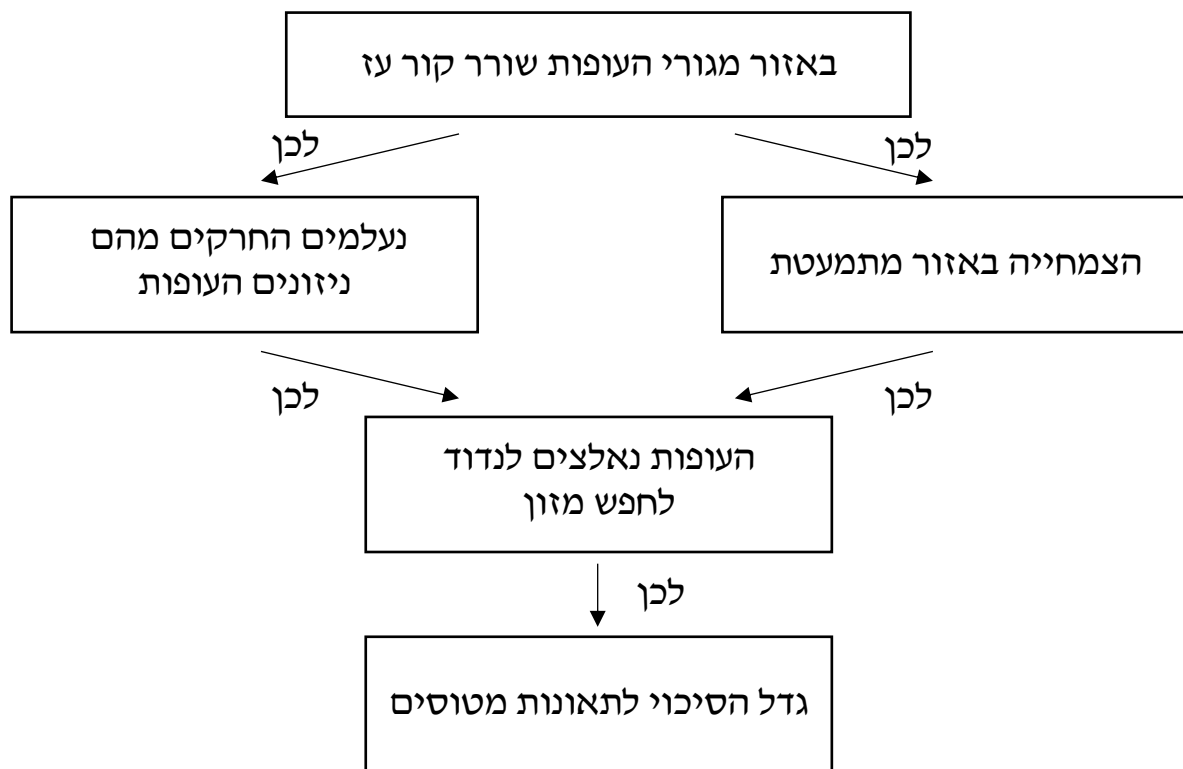 באזור מגורי העופות שורר קור עז
לכן
לכן
הצמחייה באזור מתמעטת
נעלמים החרקים מהם
ניזונים העופות
לכן
לכן
העופות נאלצים לנדוד
לחפש מזון
לכן
גדל הסיכוי לתאונות מטוסים